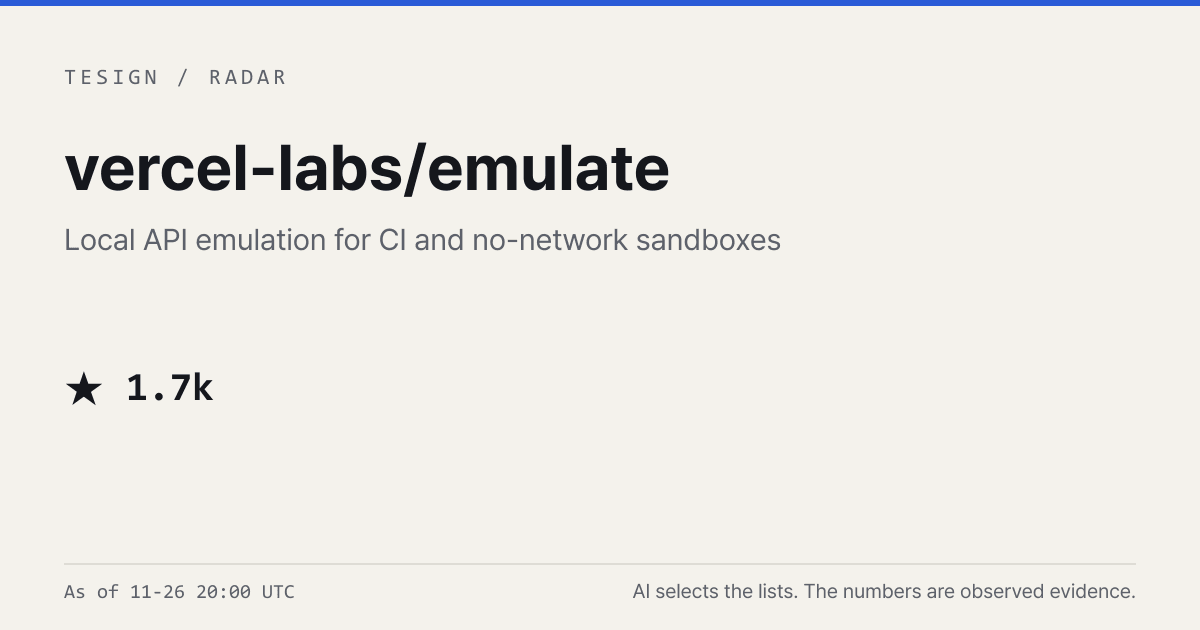 TESIGN / RADAR
vercel-labs/emulate
Local API emulation for CI and no-network sandboxes
★ 1.7k
As of 11-26 20:00 UTC
AI selects the lists. The numbers are observed evidence.